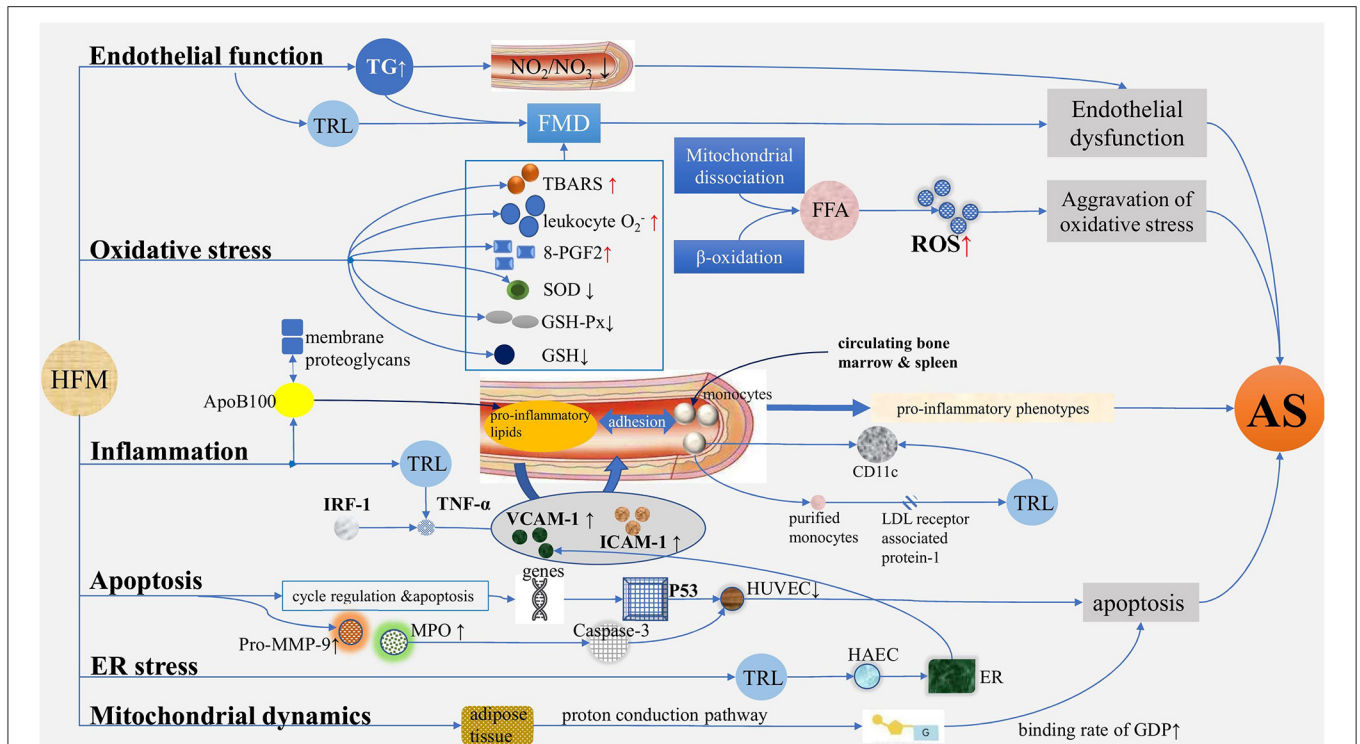 Endothelial function
TG↑
NO₂/NO₃ ↓
TRL
FMD
Endothelial
dysfunction
Mitochondrial
dissociation
FFA
β-oxidation
ROS↑
Aggravation of
oxidative stress
TBARS ↑
leukocyte O₂⁻ ↑
8-PGF2↑
SOD ↓
GSH-Px↓
GSH↓
Oxidative stress
membrane
proteoglycans
HFM
ApoB100
circulating bone
marrow & spleen
monocytes
pro-inflammatory
lipids
adhesion
pro-inflammatory phenotypes
AS
Inflammation
TRL
CD11c
IRF-1
TNF-α
VCAM-1 ↑
ICAM-1 ↑
purified
monocytes
LDL receptor
associated
protein-1
TRL
Apoptosis
cycle regulation &apoptosis
genes
P53
HUVEC↓
apoptosis
Pro-MMP-9↑
MPO ↑
Caspase-3
ER stress
TRL
HAEC
ER
Mitochondrial dynamics
adipose
tissue
proton conduction pathway
G
binding rate of GDP↑